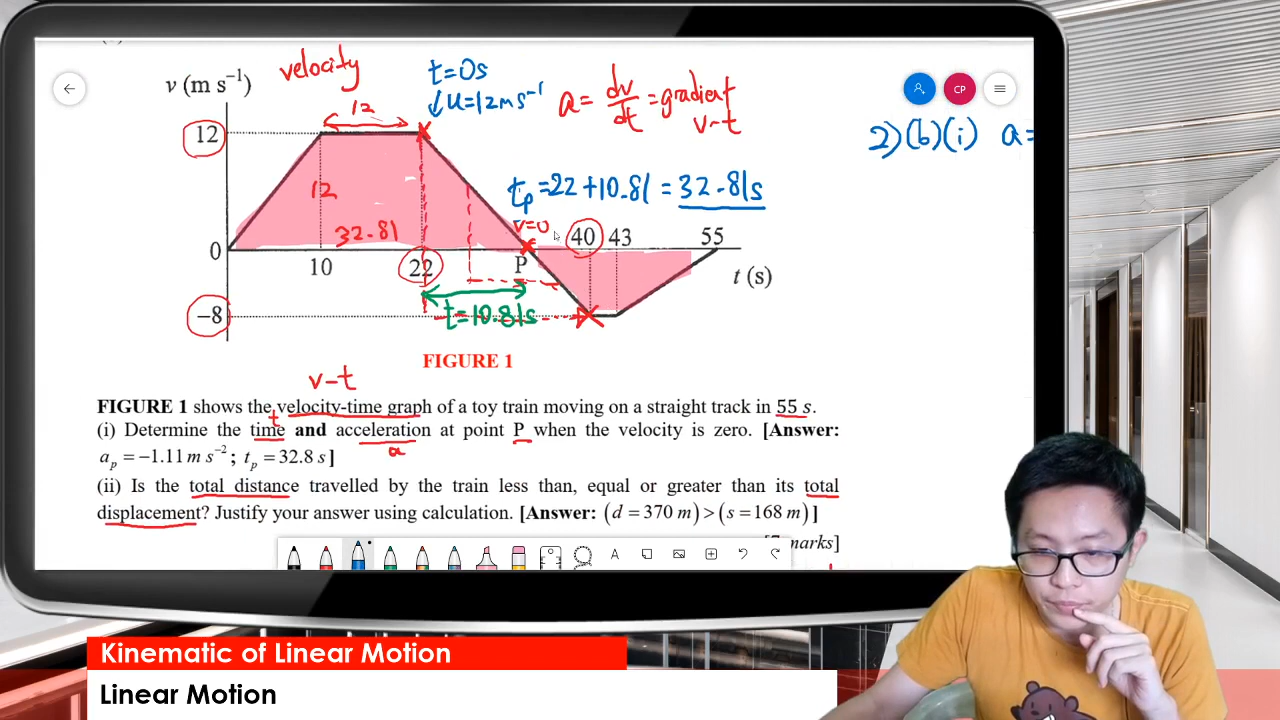 v (m s⁻¹)
velocity
t=0s
u=12ms⁻¹
a = dv/dt = gradient
v-t
CP
2)(b)(i) a=
12
12
12
t_p = 22+10.81 = 32.81s
v=0
32.81
0
10
22
P
40
43
55
t (s)
t=10.81s
−8
FIGURE 1
v-t
FIGURE 1 shows the velocity-time graph of a toy train moving on a straight track in 55 s.
t
(i) Determine the time and acceleration at point P when the velocity is zero. [Answer:
a
a_p = −1.11 m s⁻²; t_p = 32.8 s]
(ii) Is the total distance travelled by the train less than, equal or greater than its total
displacement? Justify your answer using calculation. [Answer: (d = 370 m) > (s = 168 m)]
marks]
A
Kinematic of Linear Motion
Linear Motion